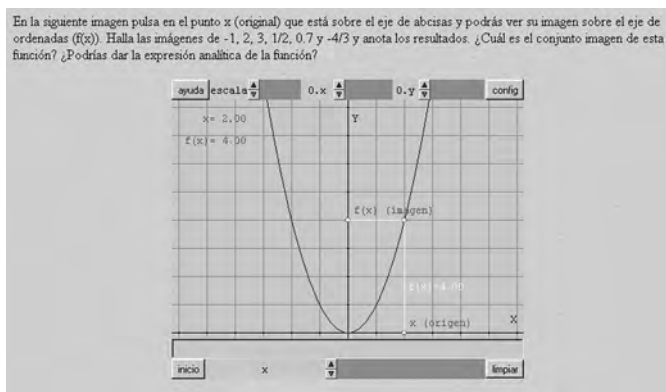 En la siguiente imagen pulsa en el punto x (original) que está sobre el eje de abcisas y podrás ver su imagen sobre el eje de
ordenadas (f(x)). Halla las imágenes de -1, 2, 3, 1/2, 0.7 y -4/3 y anota los resultados. ¿Cuál es el conjunto imagen de esta
función? ¿Podrías dar la expresión analítica de la función?
ayuda escala 0.x 0.y config
x= 2.00 Y
f(x)= 4.00
f(x) (imagen)
f(x)=4.00
x (origen) X
inicio x limpiar